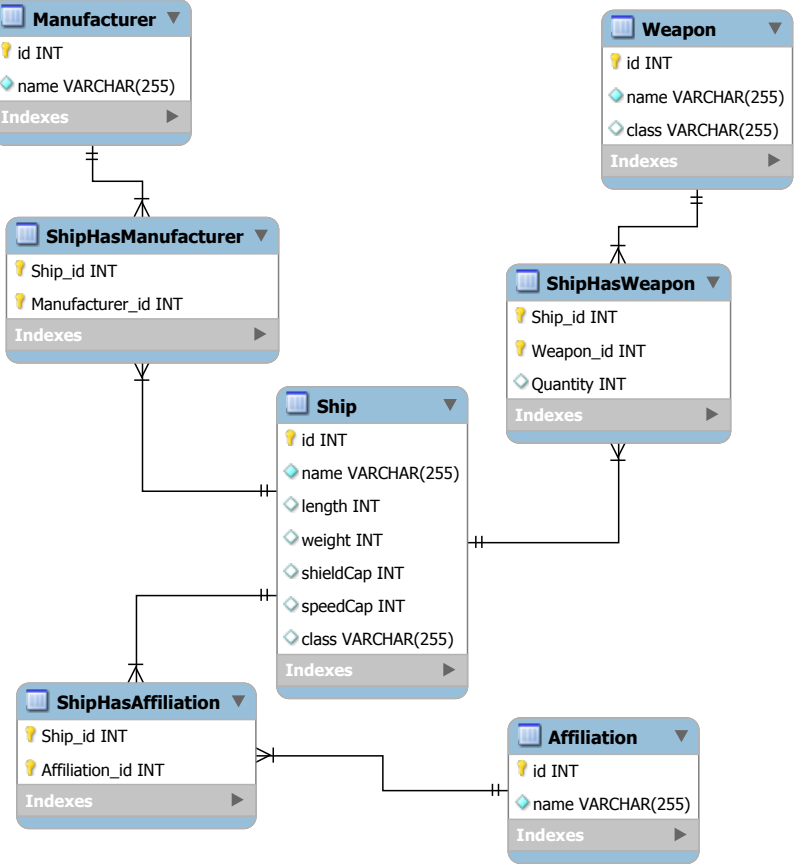 Manufacturer
id INT
name VARCHAR(255)
Indexes
Weapon
id INT
name VARCHAR(255)
class VARCHAR(255)
Indexes
ShipHasManufacturer
Ship_id INT
Manufacturer_id INT
Indexes
ShipHasWeapon
Ship_id INT
Weapon_id INT
Quantity INT
Indexes
Ship
id INT
name VARCHAR(255)
length INT
weight INT
shieldCap INT
speedCap INT
class VARCHAR(255)
Indexes
ShipHasAffiliation
Ship_id INT
Affiliation_id INT
Indexes
Affiliation
id INT
name VARCHAR(255)
Indexes